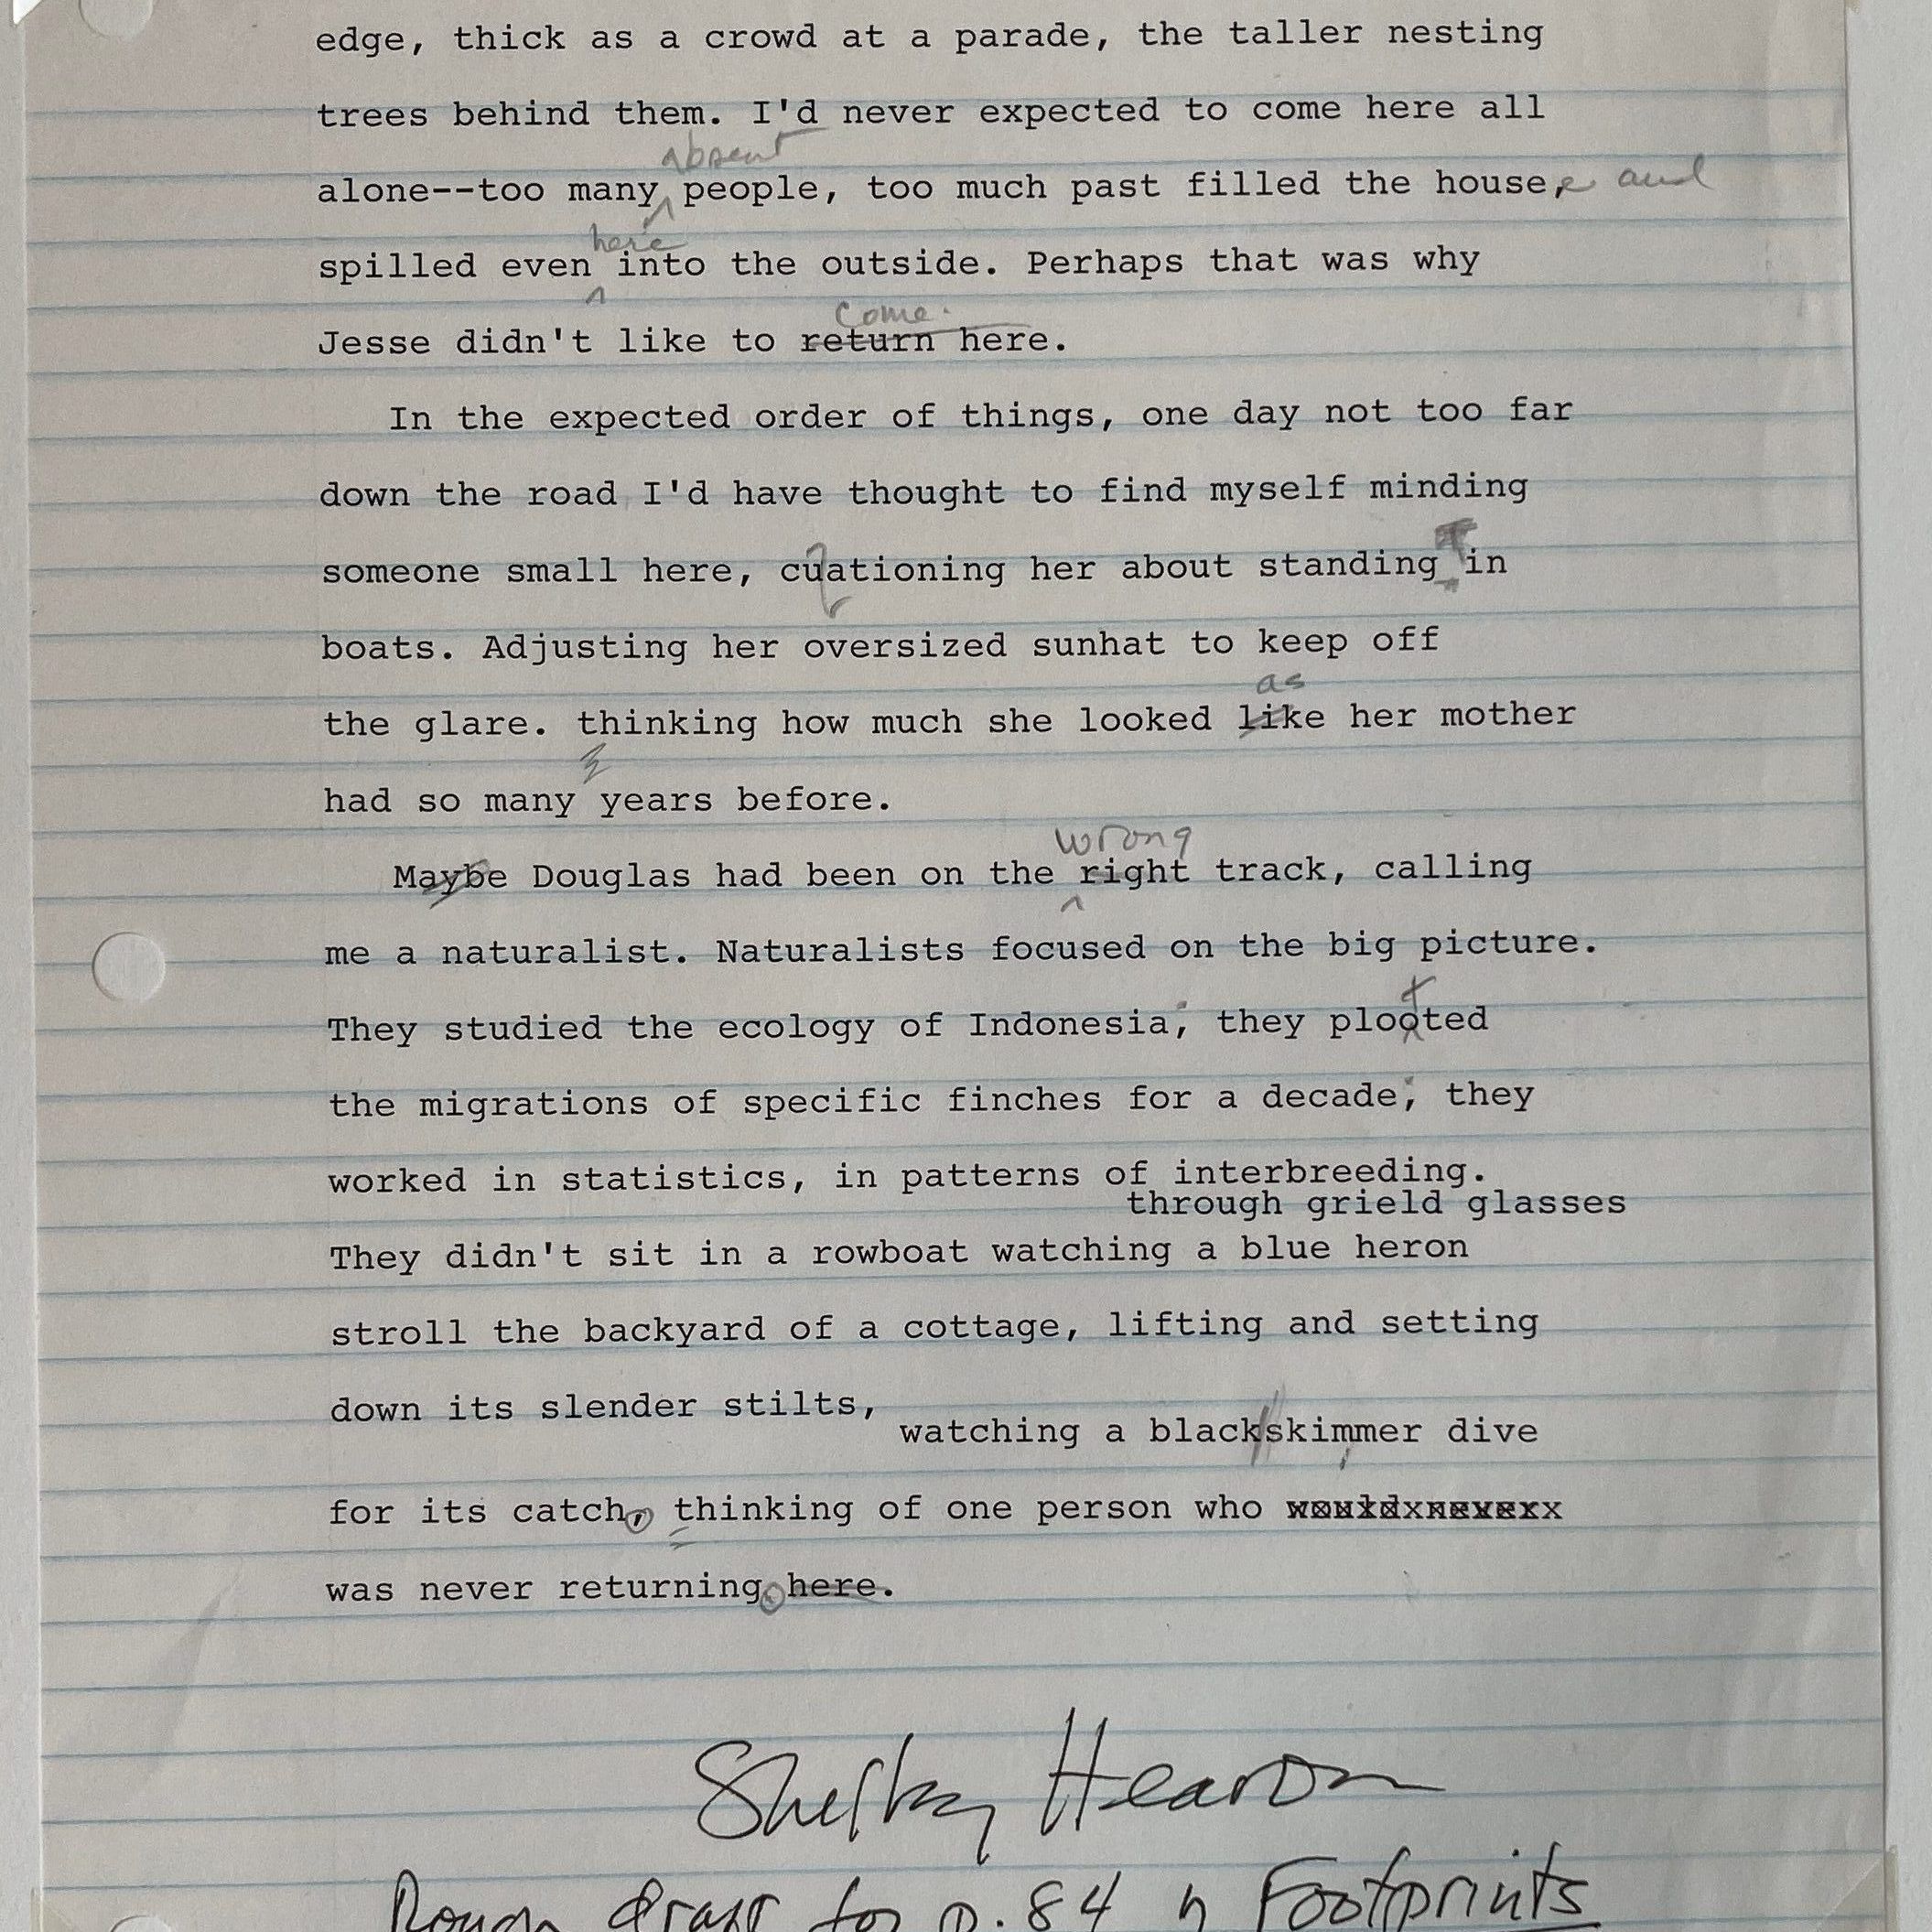 edge, thick as a crowd at a parade, the taller nesting
trees behind them. I'd never expected to come here all
absent
alone--too many people, too much past filled the house, and
here
spilled even into the outside. Perhaps that was why
come.
Jesse didn't like to return here.
In the expected order of things, one day not too far
down the road I'd have thought to find myself minding
someone small here, cuationing her about standing in
boats. Adjusting her oversized sunhat to keep off
as
the glare. thinking how much she looked like her mother
had so many years before.
wrong
Maybe Douglas had been on the right track, calling
me a naturalist. Naturalists focused on the big picture.
t
They studied the ecology of Indonesia, they plooted
the migrations of specific finches for a decade, they
worked in statistics, in patterns of interbreeding.
through grield glasses
They didn't sit in a rowboat watching a blue heron
stroll the backyard of a cottage, lifting and setting
down its slender stilts,
watching a blackskimmer dive
for its catch, thinking of one person who wouldxneverx
was never returning. here.
Shelby Hearon
Rough draft for p. 84 in Footprints